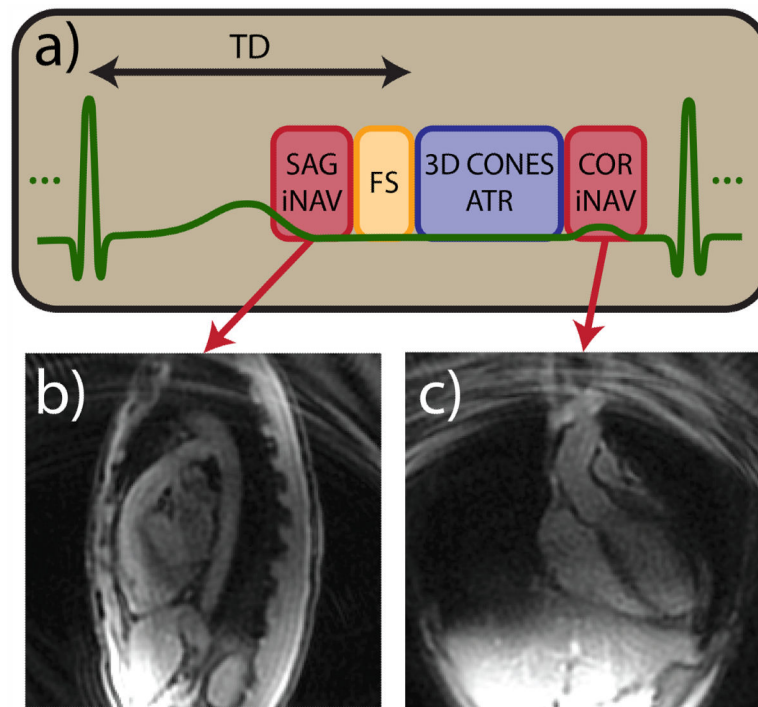 a)
TD
SAG
iNAV
FS
3D CONES
ATR
COR
iNAV
...
...
b)
c)